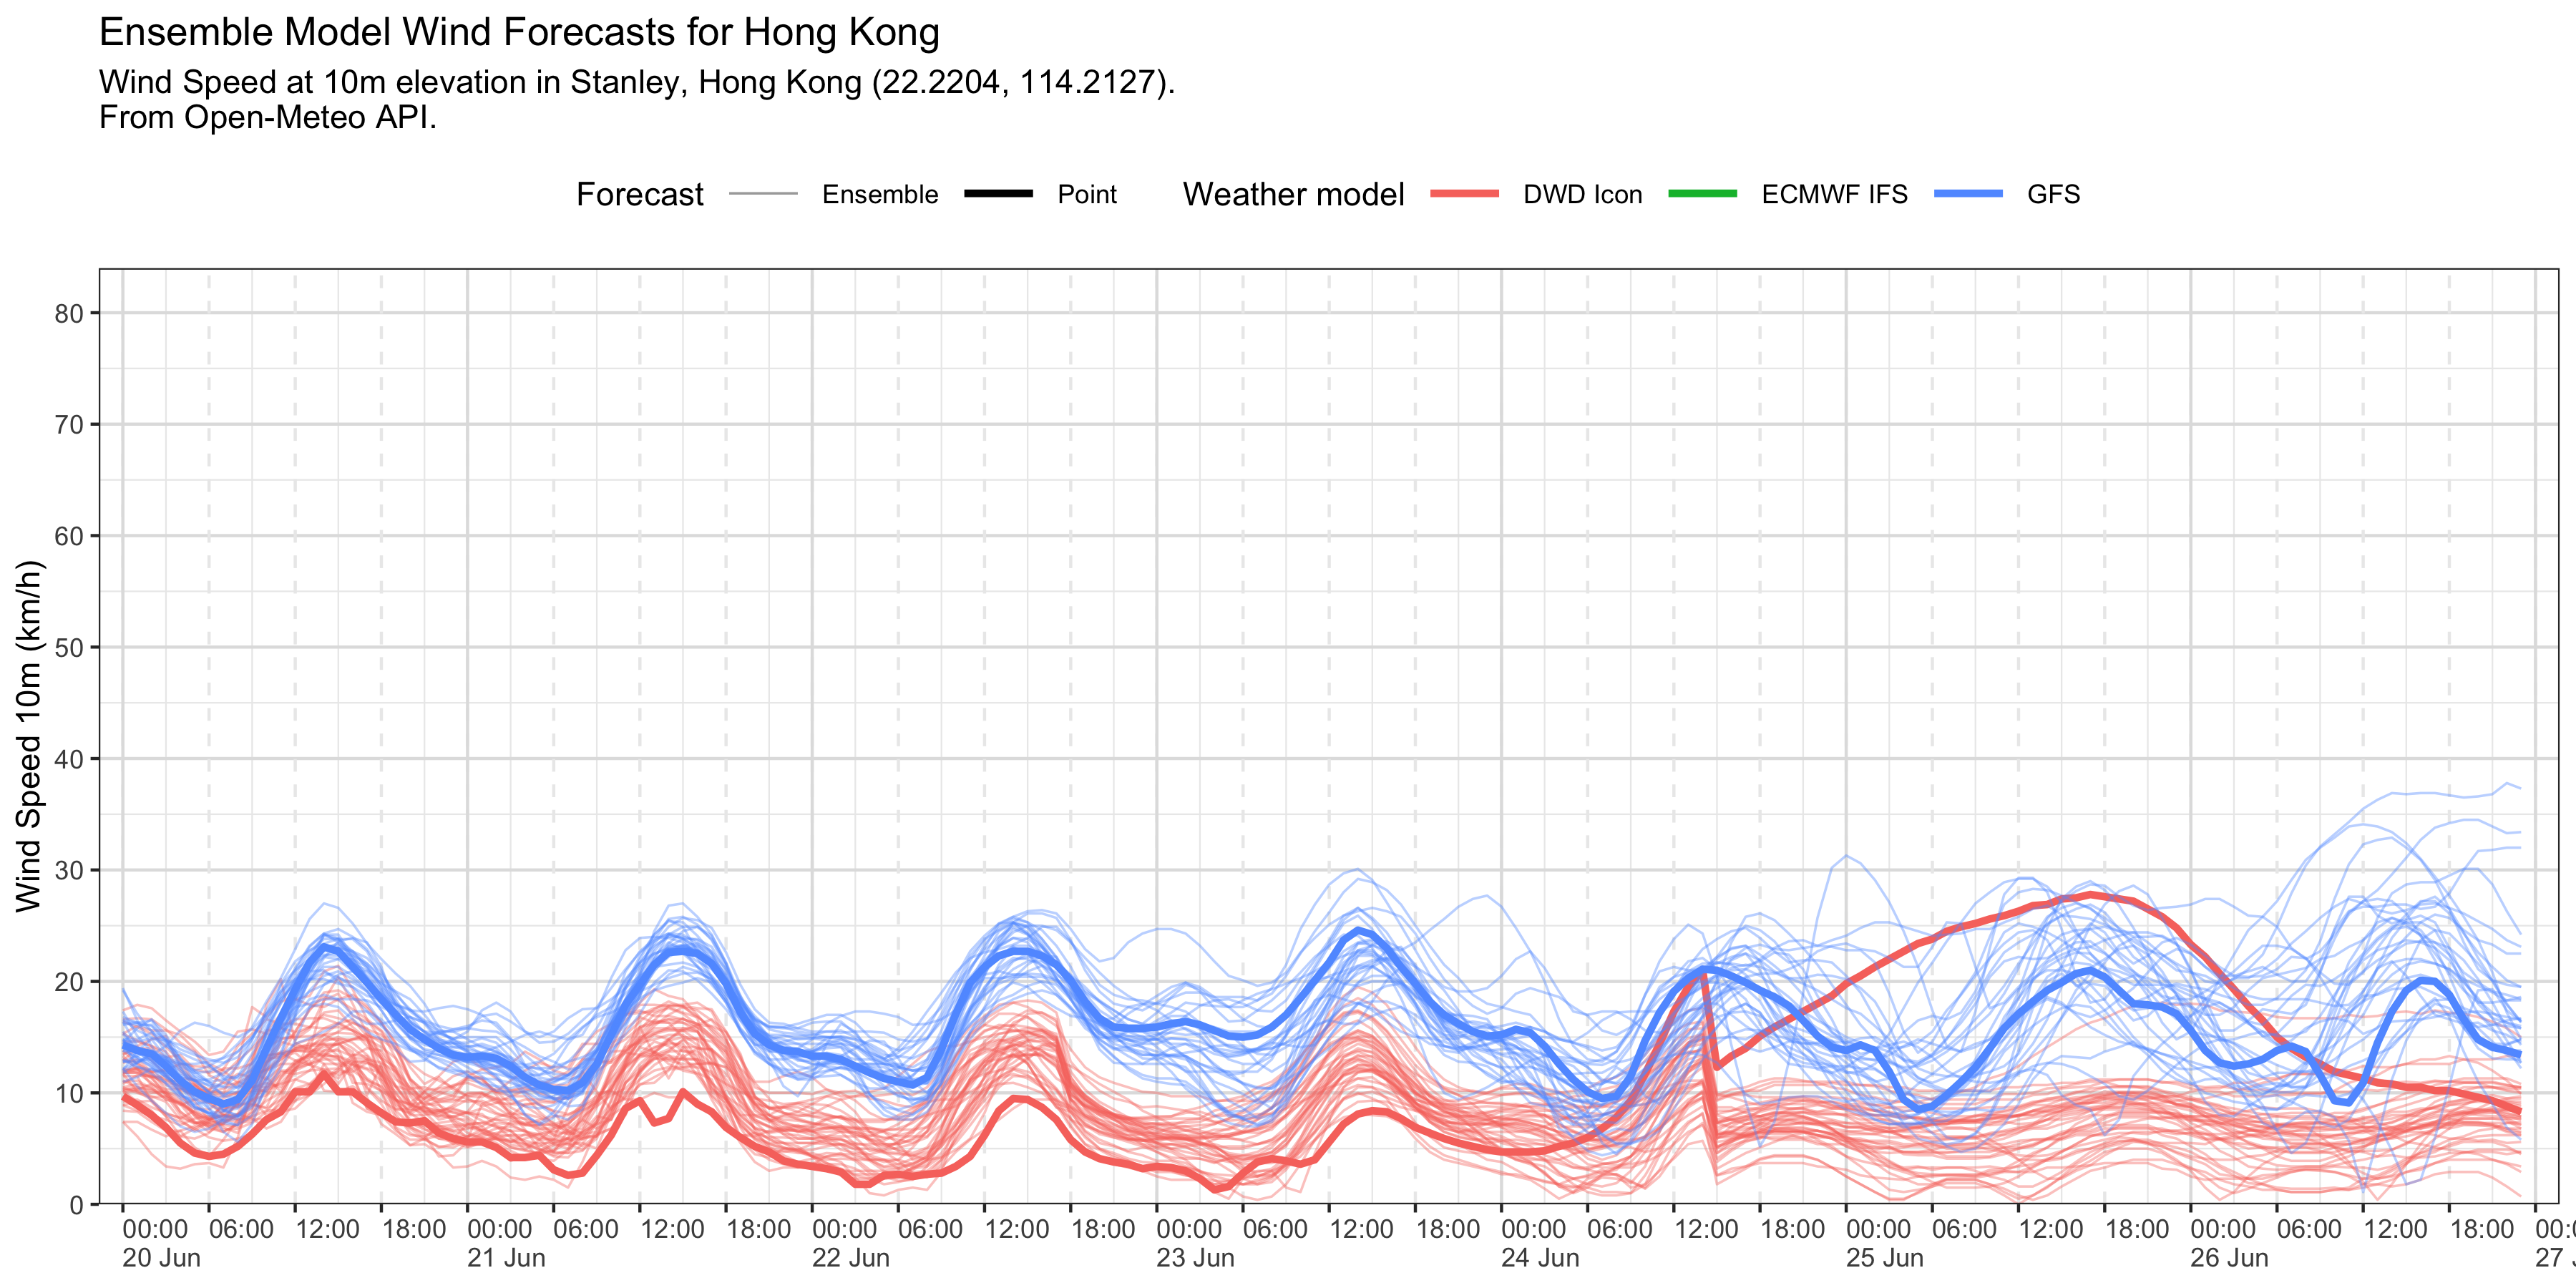 Ensemble Model Wind Forecasts for Hong Kong
Wind Speed at 10m elevation in Stanley, Hong Kong (22.2204, 114.2127).
From Open-Meteo API.
Forecast Ensemble Point Weather model DWD Icon ECMWF IFS GFS
Wind Speed 10m (km/h)
80
70
60
50
40
30
20
10
0
00:00 06:00 12:00 18:00 00:00 06:00 12:00 18:00 00:00 06:00 12:00 18:00 00:00 06:00 12:00 18:00 00:00 06:00 12:00 18:00 00:00 06:00 12:00 18:00 00:00 06:00 12:00 18:00
20 Jun 21 Jun 22 Jun 23 Jun 24 Jun 25 Jun 26 Jun 27